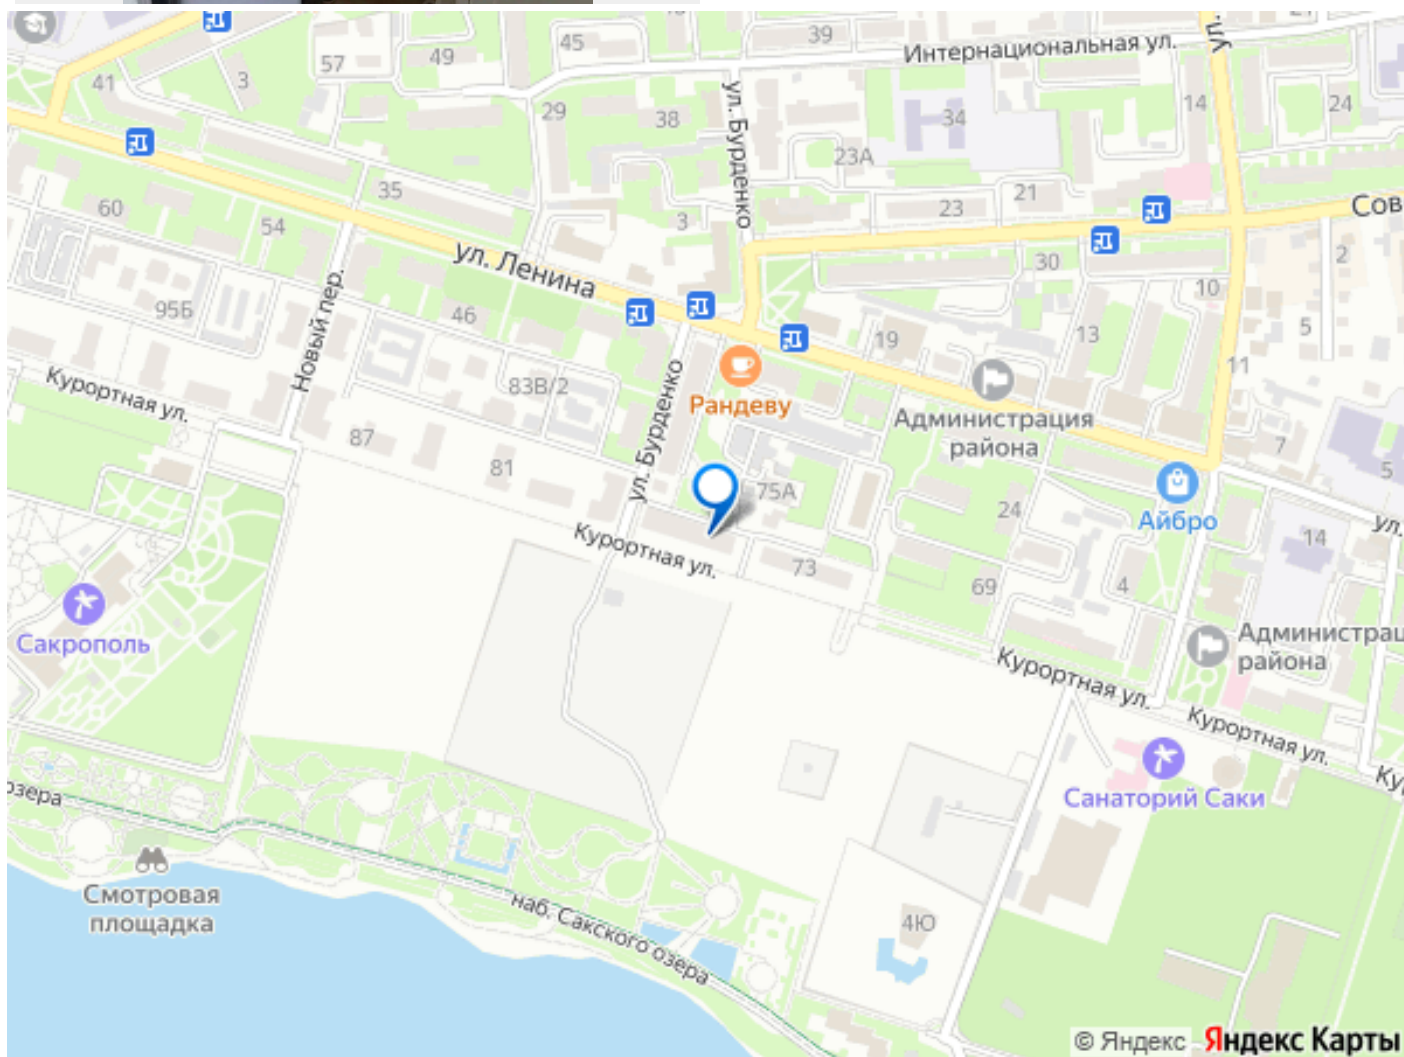 39
45
ул.
Интернациональная ул.
49
57
3
41
14
24
29
38
34
ул. Бурденко
23А
35
21
60
23
Сов
54
3
2
ул. Ленина
30
10
95Б
46
5
19
13
Новый пер.
11
83В/2
Курортная ул.
Рандеву
Администрация
района
87
ул. Бурденко
7
81
5
75А
24
Айбро
ул.
14
Курортная ул.
73
69
4
Сакрополь
Администрац
района
Курортная ул.
Курортная ул.
Санаторий Саки
озера
Смотровая
площадка
наб. Сакского озера
4Ю
© Яндекс Яндекс Карты